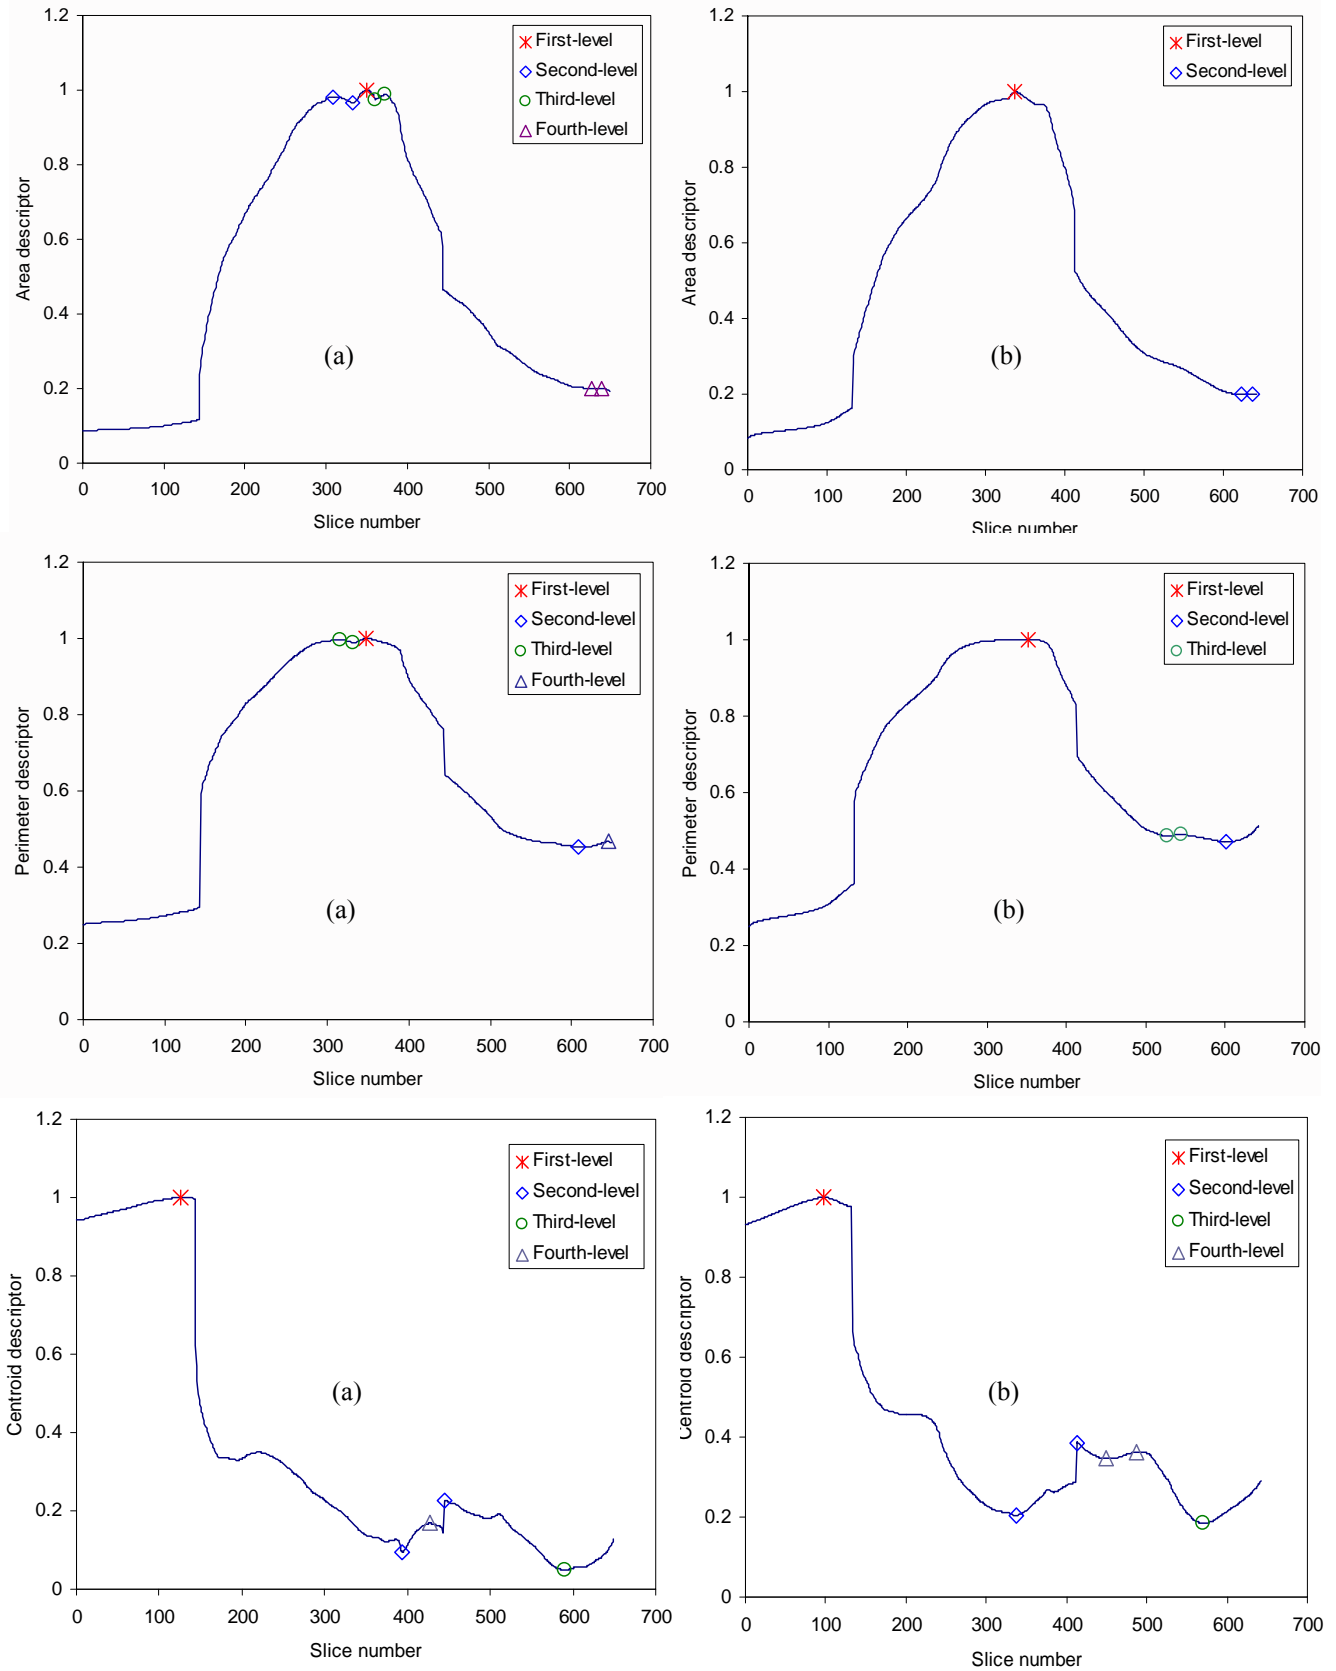 1.2
1
0.8
0.6
0.4
0.2
0
Area descriptor
First-level
Second-level
Third-level
Fourth-level
(a)
0 100 200 300 400 500 600 700
Slice number
1.2
1
0.8
0.6
0.4
0.2
0
Area descriptor
First-level
Second-level
(b)
0 100 200 300 400 500 600 700
Slice number
1.2
1
0.8
0.6
0.4
0.2
0
Perimeter descriptor
First-level
Second-level
Third-level
Fourth-level
(a)
0 100 200 300 400 500 600 700
Slice number
1.2
1
0.8
0.6
0.4
0.2
0
Perimeter descriptor
First-level
Second-level
Third-level
(b)
0 100 200 300 400 500 600 700
Slice number
1.2
1
0.8
0.6
0.4
0.2
0
Centroid descriptor
First-level
Second-level
Third-level
Fourth-level
(a)
0 100 200 300 400 500 600 700
Slice number
1.2
1
0.8
0.6
0.4
0.2
0
Centroid descriptor
First-level
Second-level
Third-level
Fourth-level
(b)
0 100 200 300 400 500 600 700
Slice number